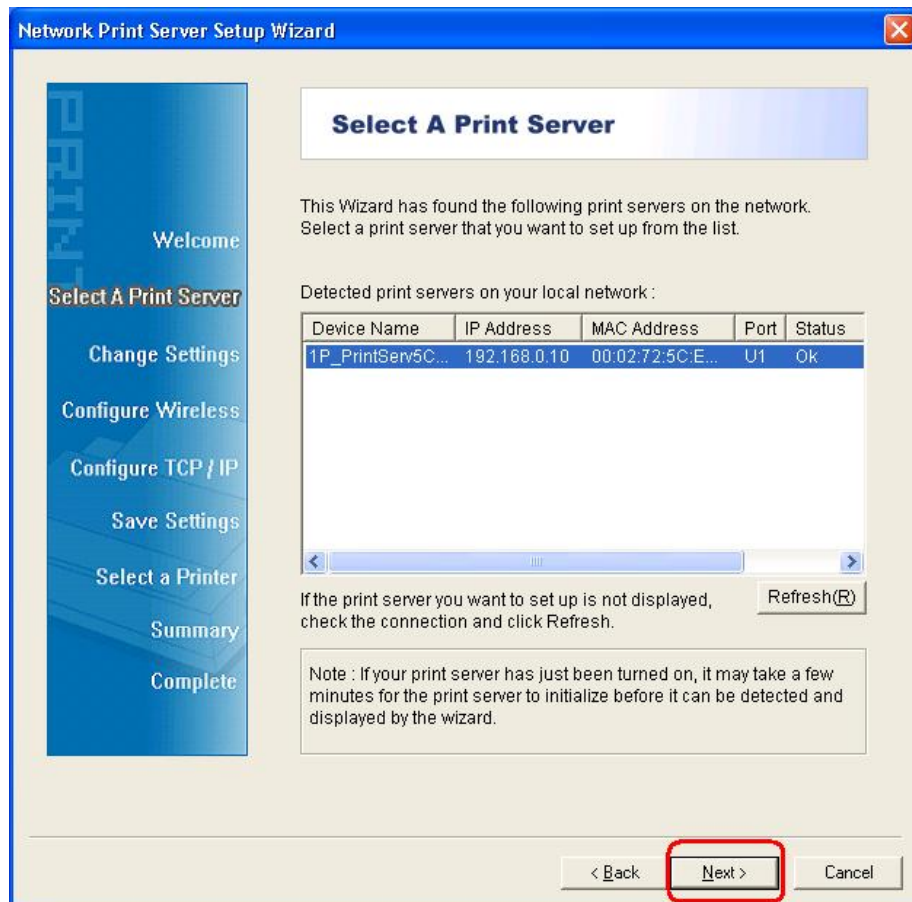 Network Print Server Setup Wizard
PRINT
Welcome
Select A Print Server
Change Settings
Configure Wireless
Configure TCP / IP
Save Settings
Select a Printer
Summary
Complete
Select A Print Server
This Wizard has found the following print servers on the network.
Select a print server that you want to set up from the list.
Detected print servers on your local network :
Device Name IP Address MAC Address Port Status
1P_PrintServ5C... 192.168.0.10 00:02:72:5C:E... U1 Ok
If the print server you want to set up is not displayed,
check the connection and click Refresh.
Refresh(R)
Note : If your print server has just been turned on, it may take a few
minutes for the print server to initialize before it can be detected and
displayed by the wizard.
< Back Next > Cancel